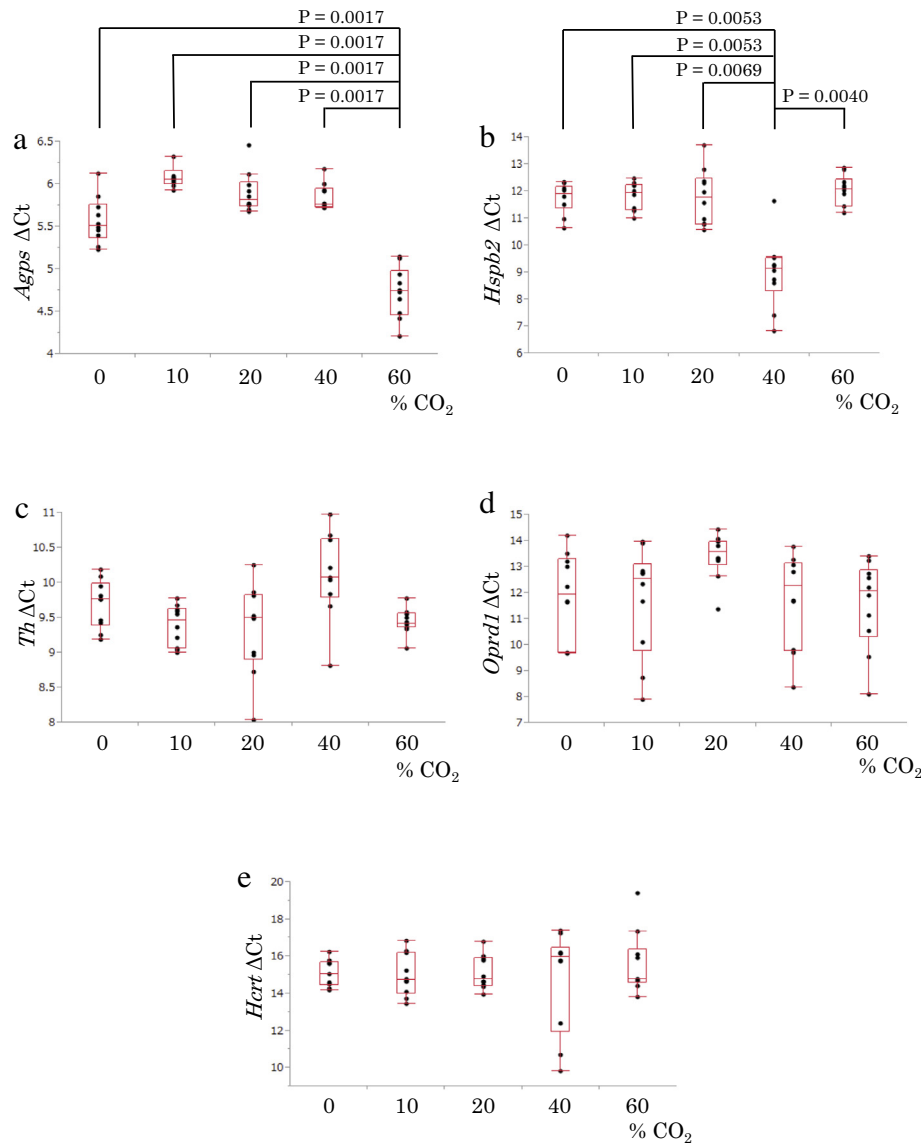 P = 0.0017
P = 0.0017
P = 0.0017
P = 0.0017
a
6.5
6
5.5
5
4.5
4
Agps ΔCt
0 10 20 40 60
% CO₂
P = 0.0053
P = 0.0053
P = 0.0069
P = 0.0040
b
14
13
12
11
10
9
8
7
6
Hspb2 ΔCt
0 10 20 40 60
% CO₂
c
11
10.5
10
9.5
9
8.5
8
Th ΔCt
0 10 20 40 60
% CO₂
d
15
14
13
12
11
10
9
8
7
Oprd1 ΔCt
0 10 20 40 60
% CO₂
e
20
18
16
14
12
10
Hcrt ΔCt
0 10 20 40 60
% CO₂